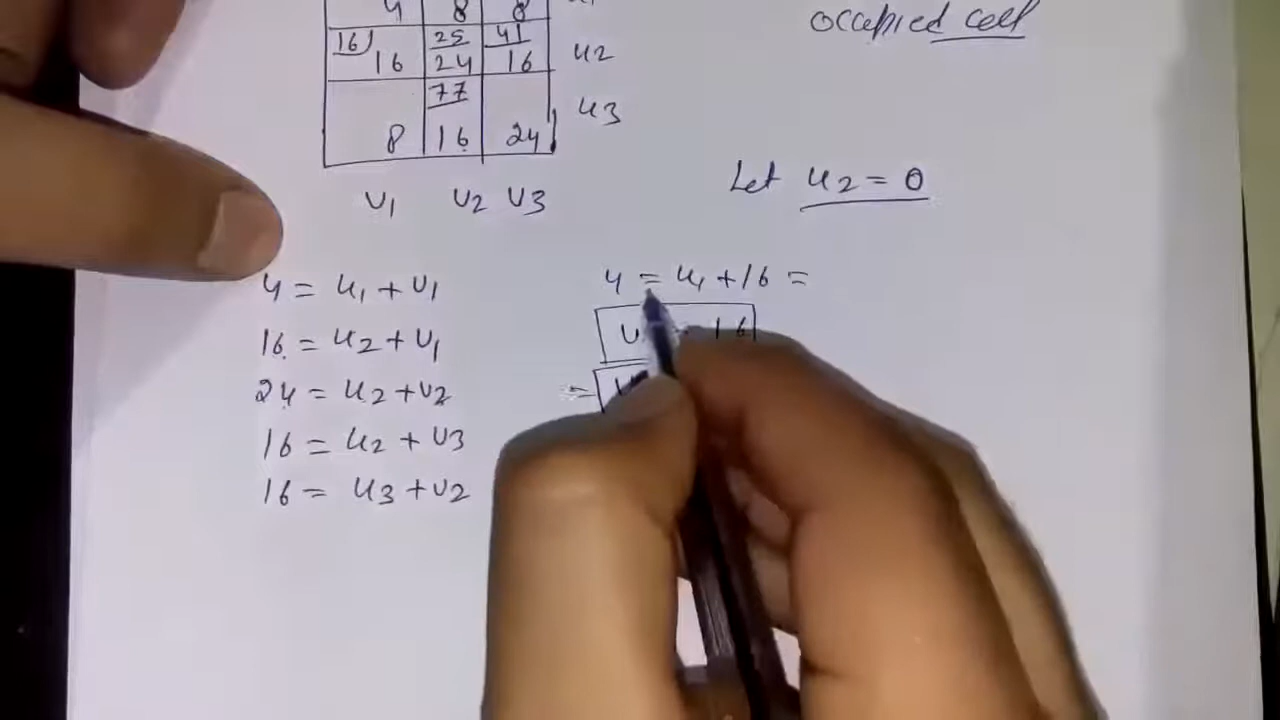 4 8 8
occupied cell
16 25 41
16 24 16 u2
77
8 16 24 u3
Let u2 = 0
v1 v2 v3
4 = u1 + v1
4 = u1 + 16 =
16 = u2 + v1
16
24 = u2 + v2
=
16 = u2 + v3
16 = u3 + v2